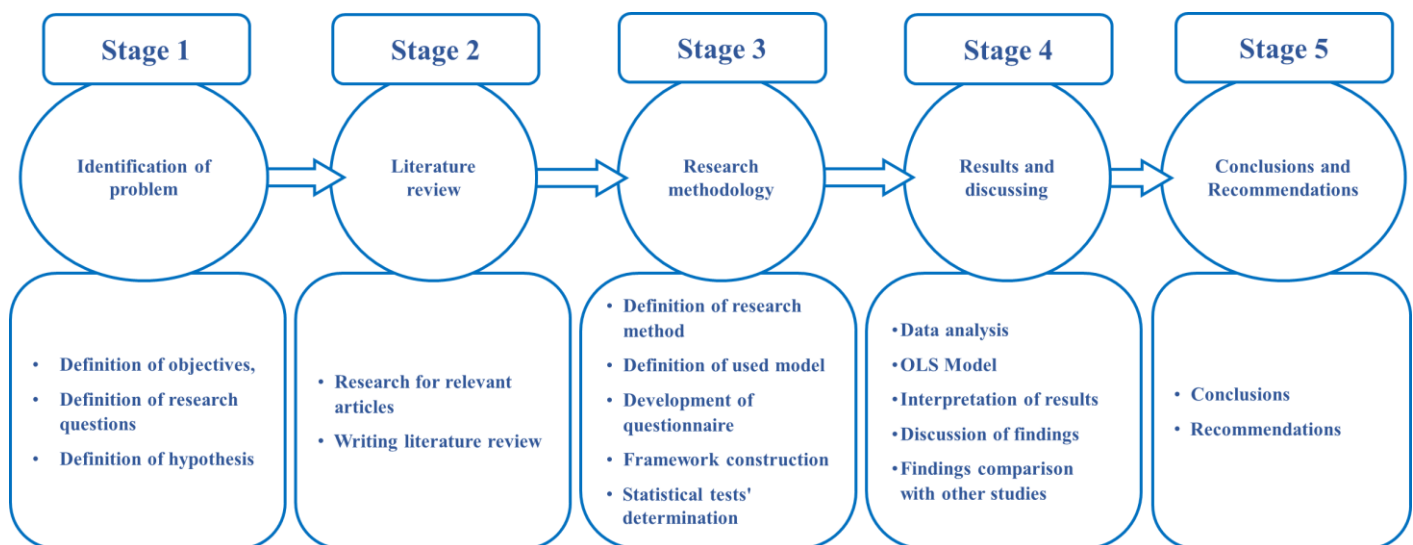 Stage 1
Stage 2
Stage 3
Stage 4
Stage 5
Identification of
problem
Literature
review
Research
methodology
Results and
discussing
Conclusions and
Recommendations
• Definition of objectives,
• Definition of research
questions
• Definition of hypothesis
• Research for relevant
articles
• Writing literature review
• Definition of research
method
• Definition of used model
• Development of
questionnaire
• Framework construction
• Statistical tests'
determination
•Data analysis
•OLS Model
•Interpretation of results
•Discussion of findings
•Findings comparison
with other studies
• Conclusions
• Recommendations